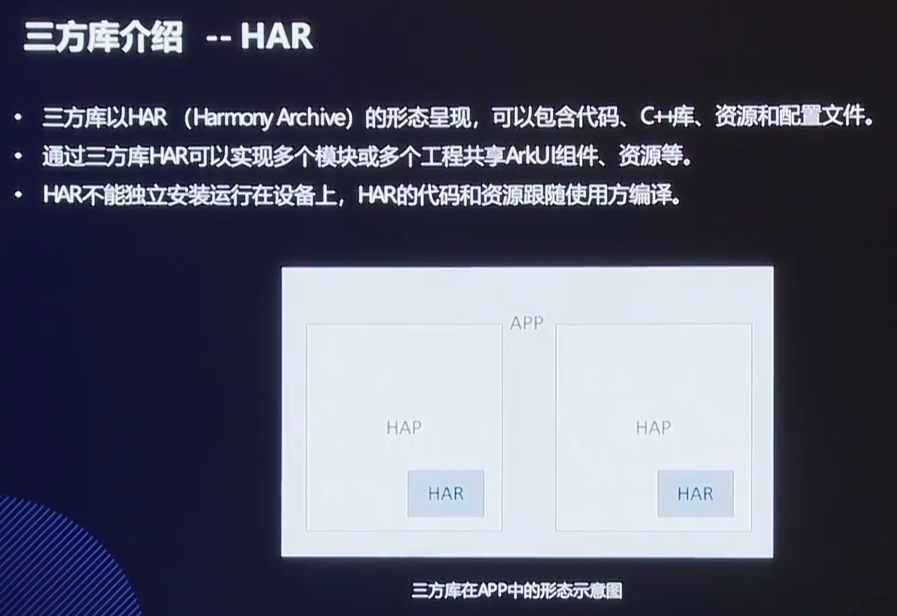 三方库介绍 -- HAR
• 三方库以HAR （Harmony Archive）的形态呈现，可以包含代码、C++库、资源和配置文件。
• 通过三方库HAR可以实现多个模块或多个工程共享ArkUI组件、资源等。
• HAR不能独立安装运行在设备上，HAR的代码和资源跟随使用方编译。
APP
HAP HAP
HAR HAR
三方库在APP中的形态示意图